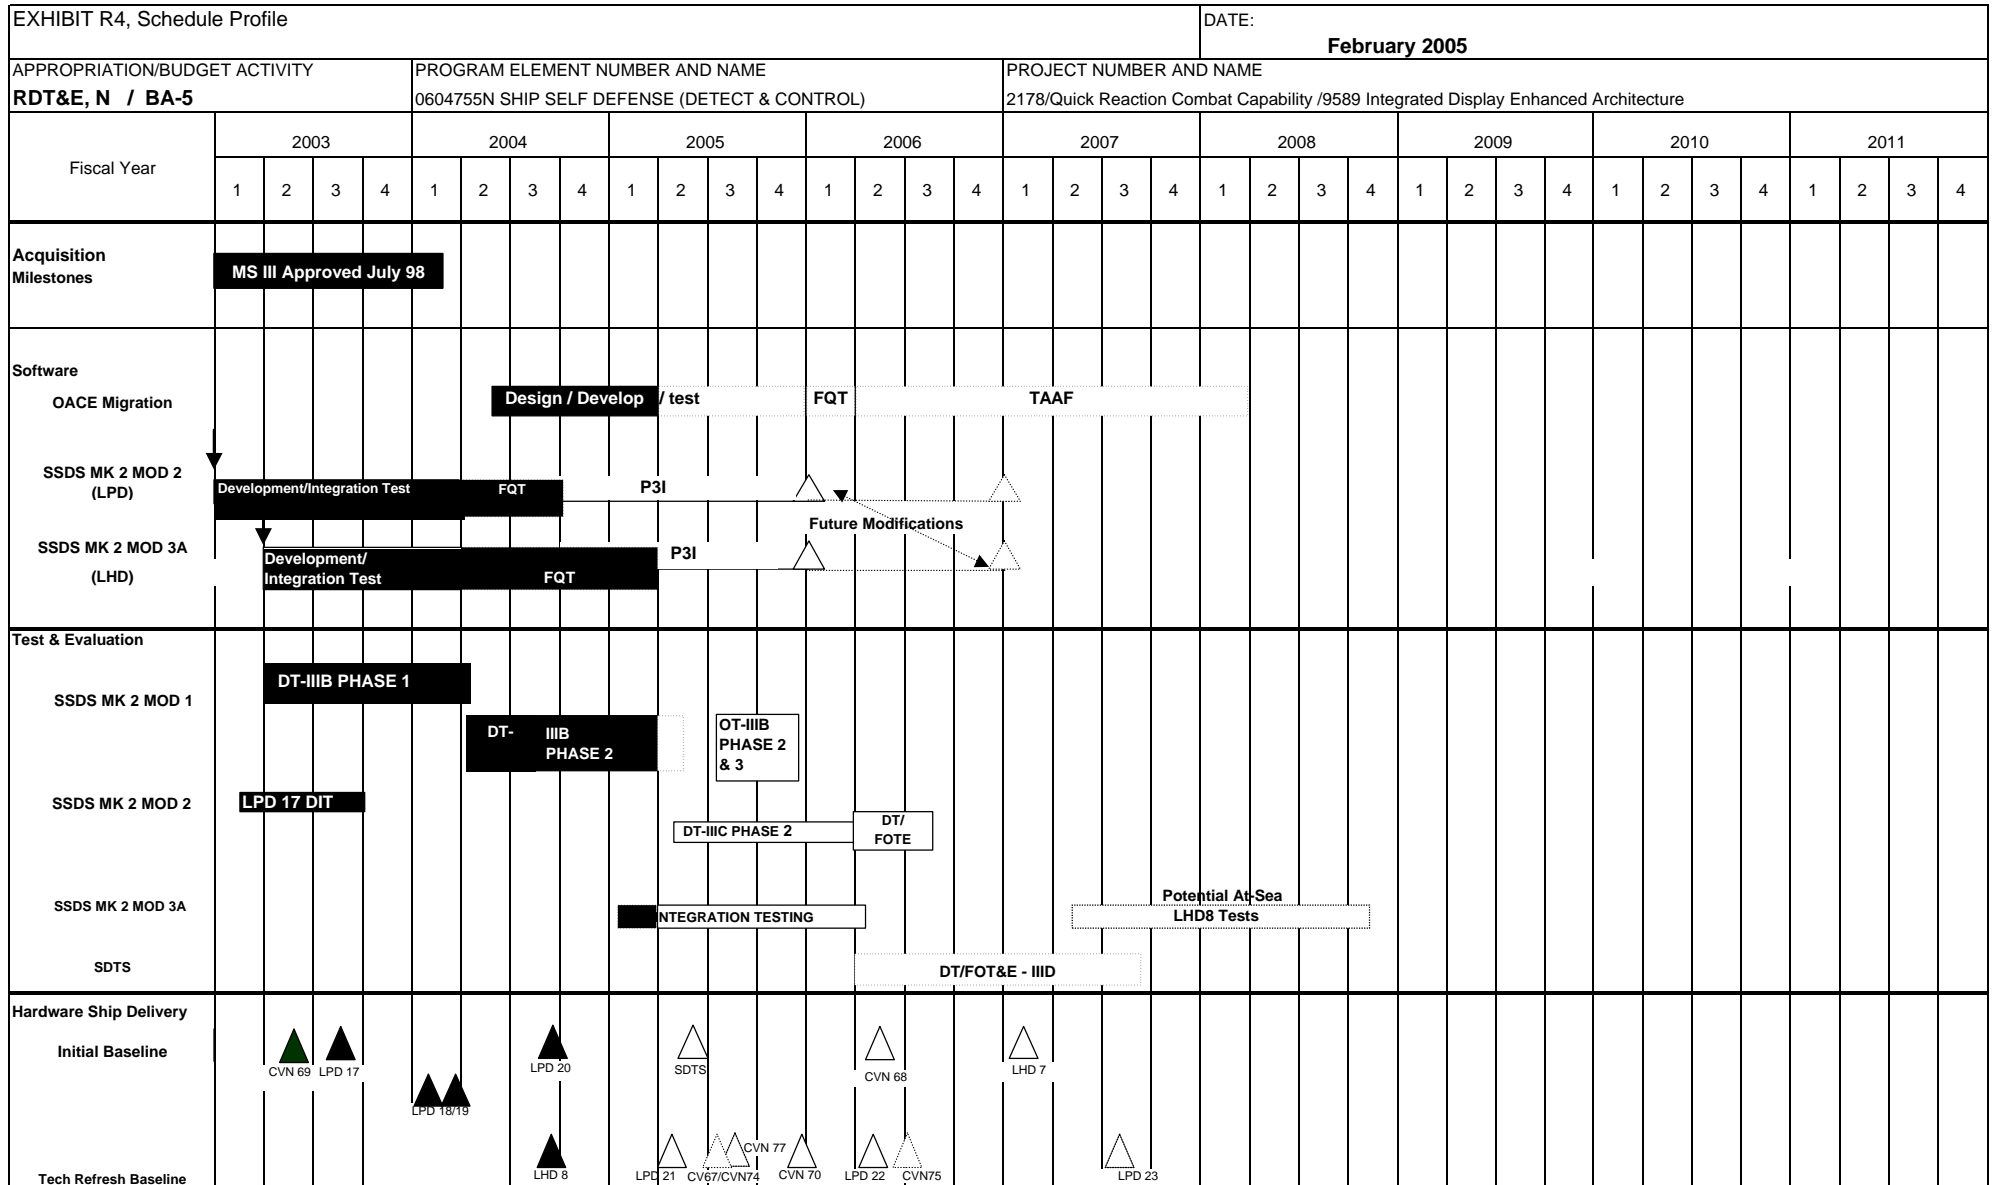 EXHIBIT R4, Schedule Profile
DATE:
February 2005
APPROPRIATION/BUDGET ACTIVITY
PROGRAM ELEMENT NUMBER AND NAME
PROJECT NUMBER AND NAME
RDT&E, N / BA-5
0604755N SHIP SELF DEFENSE (DETECT & CONTROL)
2178/Quick Reaction Combat Capability /9589 Integrated Display Enhanced Architecture
Fiscal Year
2003 2004 2005 2006 2007 2008 2009 2010 2011
1 2 3 4 1 2 3 4 1 2 3 4 1 2 3 4 1 2 3 4 1 2 3 4 1 2 3 4 1 2 3 4 1 2 3 4
Acquisition
Milestones
MS III Approved July 98
Software
OACE Migration
Design / Develop / test
FQT
TAAF
SSDS MK 2 MOD 2
(LPD)
Development/Integration Test
FQT
P3I
Future Modifications
SSDS MK 2 MOD 3A
(LHD)
Development/
Integration Test
FQT
P3I
Test & Evaluation
SSDS MK 2 MOD 1
DT-IIIB PHASE 1
DT- IIIB
PHASE 2
OT-IIIB
PHASE 2
& 3
SSDS MK 2 MOD 2
LPD 17 DIT
DT-IIIC PHASE 2
DT/
FOTE
SSDS MK 2 MOD 3A
NTEGRATION TESTING
Potential At-Sea
LHD8 Tests
SDTS
DT/FOT&E - IIID
Hardware Ship Delivery
Initial Baseline
CVN 69
LPD 17
LPD 18/19
LPD 20
SDTS
CVN 68
LHD 7
Tech Refresh Baseline
LHD 8
LPD 21
CV67/CVN74
CVN 77
CVN 70
LPD 22
CVN75
LPD 23